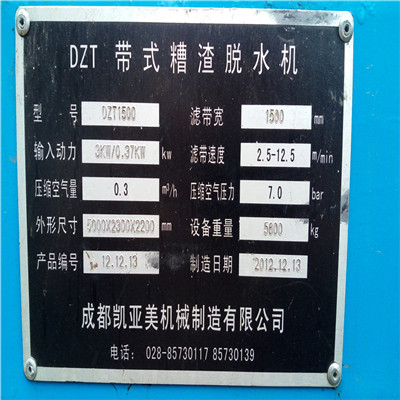 DZT 带式糟渣脱水机
型号 DZT1500 滤带宽 1500 mm
输入动力 3KW/0.37KW kw 滤带速度 2.5-12.5 m/min
压缩空气量 0.3 m³/h 压缩空气压力 7.0 bar
外形尺寸 5000X2300X2200 mm 设备重量 5600 kg
产品编号 12.12.13 制造日期 2012.12.13
成都凯亚美机械制造有限公司
电话: 028-85730117 85730139